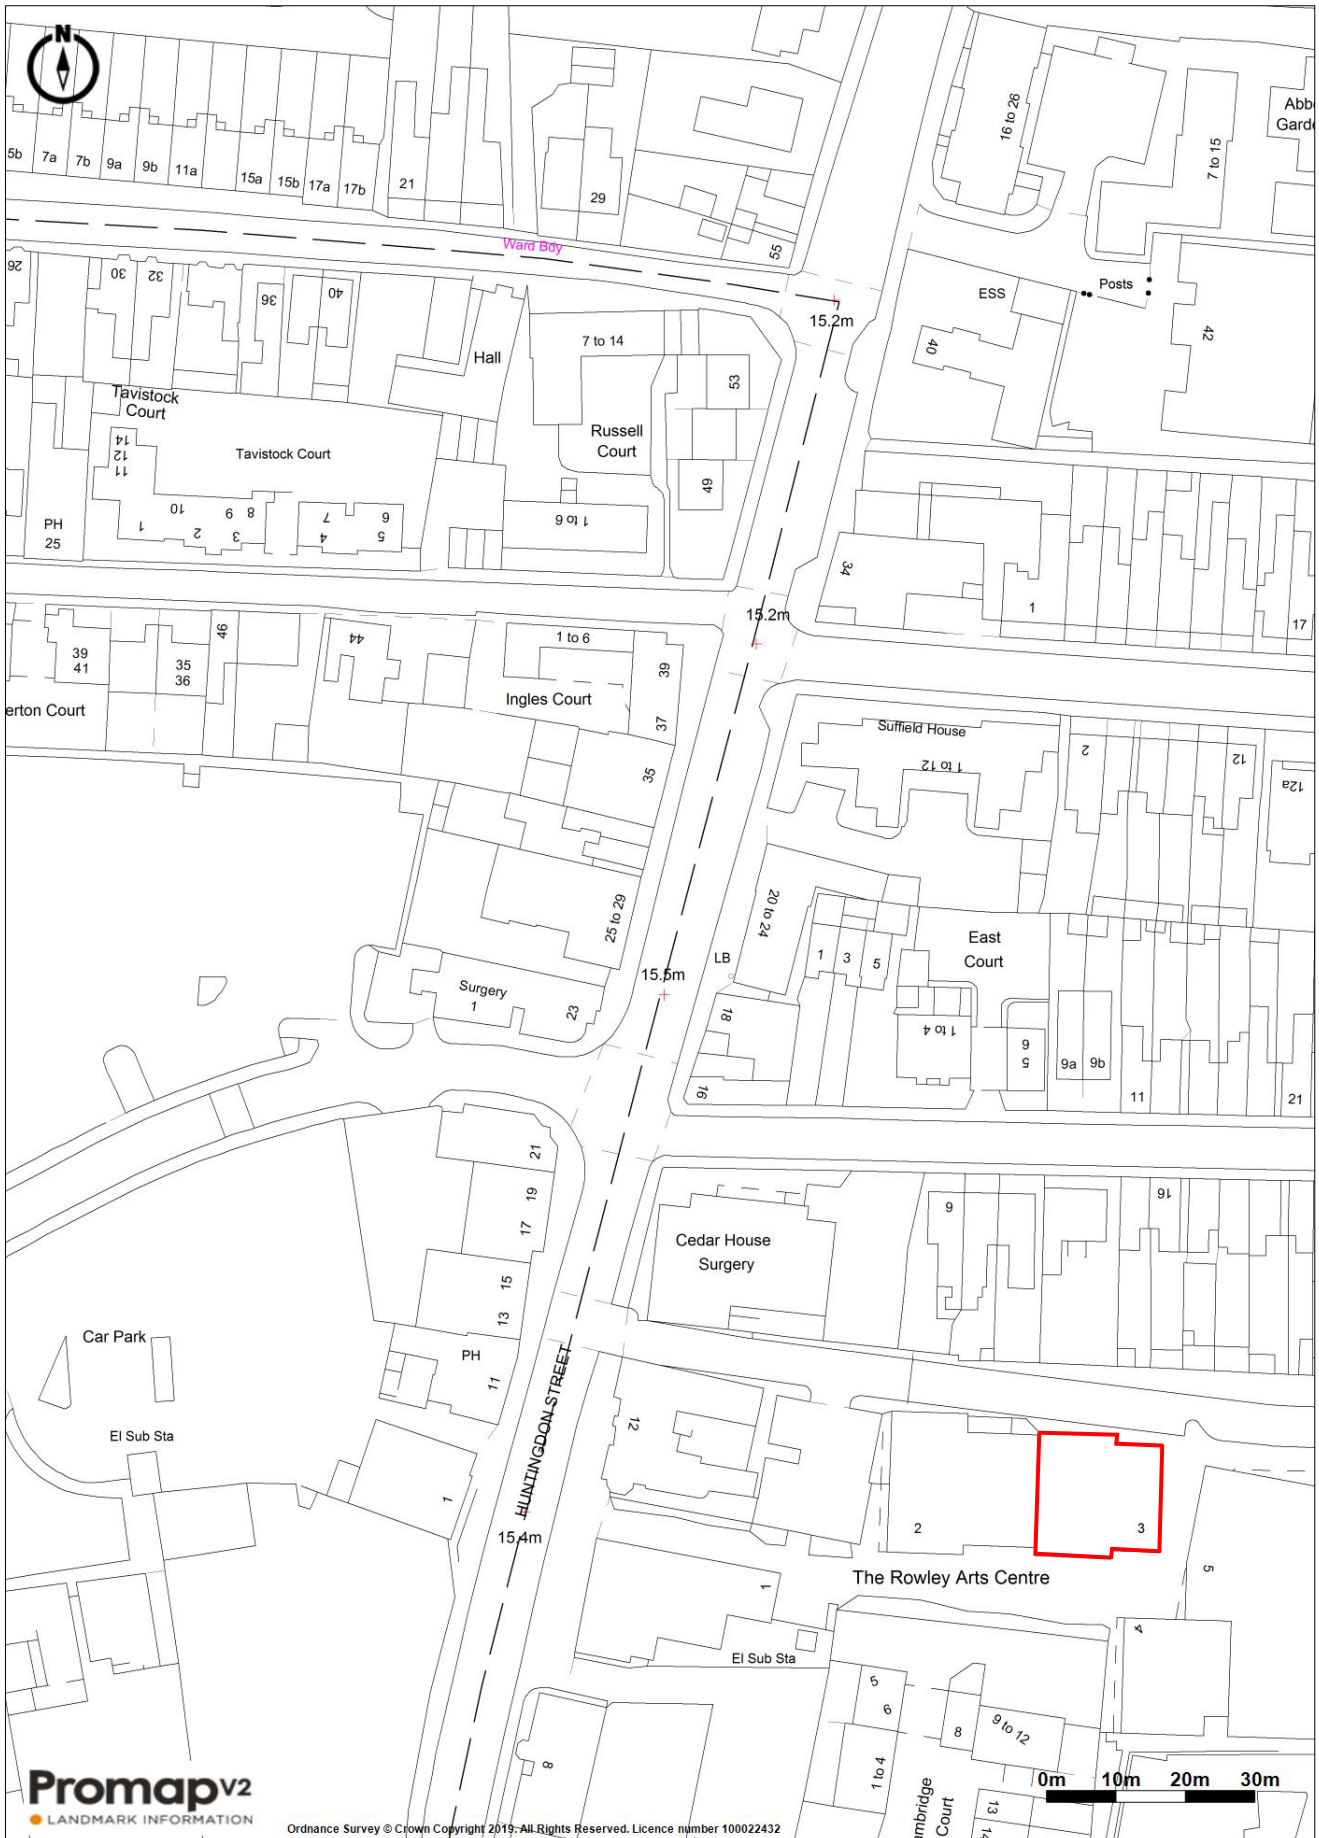 N
16 to 26
7 to 15
5b
7a
7b
9a
9b
11a
15a
15b
17a
17b
21
29
55
Ward Bdy
26
30
32
36
40
Hall
7 to 14
15.2m
ESS
Posts
40
42
53
Tavistock
Court
Tavistock Court
Russell
Court
14
12
11
49
PH
25
1
10
2
9
3
8
7
4
6
5
1 to 6
34
1
17
15.2m
39
41
35
36
46
44
1 to 6
39
37
Ingles Court
erton Court
35
Suffield House
1 to 12
2
12
12a
25 to 29
20 to 24
LB
15.5m
1
3
5
East
Court
Surgery
1
23
18
16
1 to 4
6
5
9a
9b
11
21
21
19
17
15
13
Cedar House
Surgery
9
16
Car Park
PH
11
HUNTINGDON STREET
12
El Sub Sta
1
15.4m
2
3
5
The Rowley Arts Centre
1
4
El Sub Sta
5
6
8
9 to 12
1 to 4
8
13
mbridge
Court
0m 10m 20m 30m
Promap V2
LANDMARK INFORMATION
Ordnance Survey © Crown Copyright 2019. All Rights Reserved. Licence number 100022432